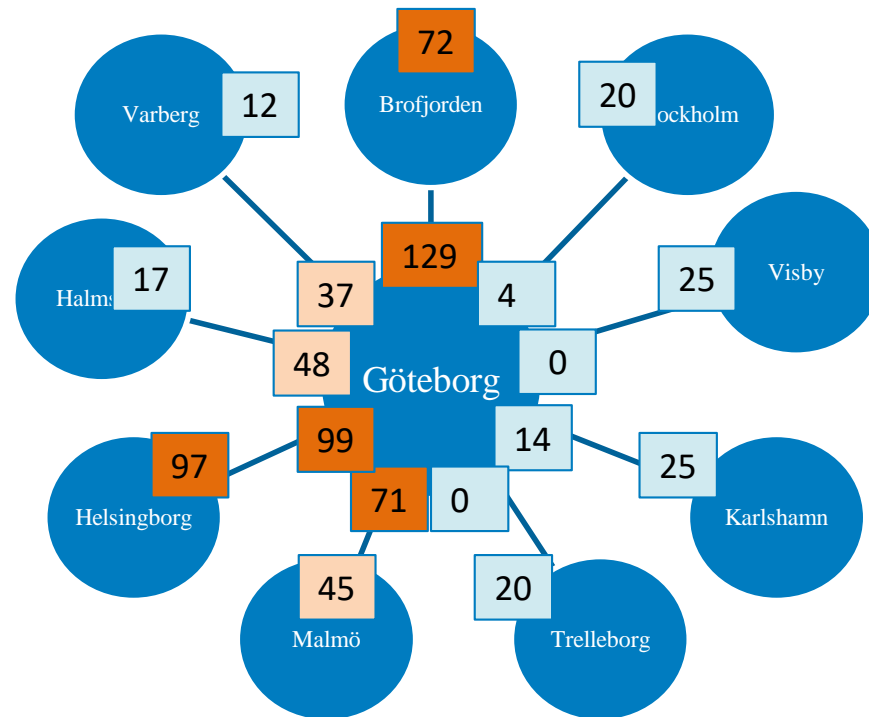 72
Brofjorden
20
ockholm
Varberg
12
129
25
Visby
17
Halms
37
4
48
0
Göteborg
99
14
97
25
Helsingborg
71
0
Karlshamn
45
20
Malmö
Trelleborg